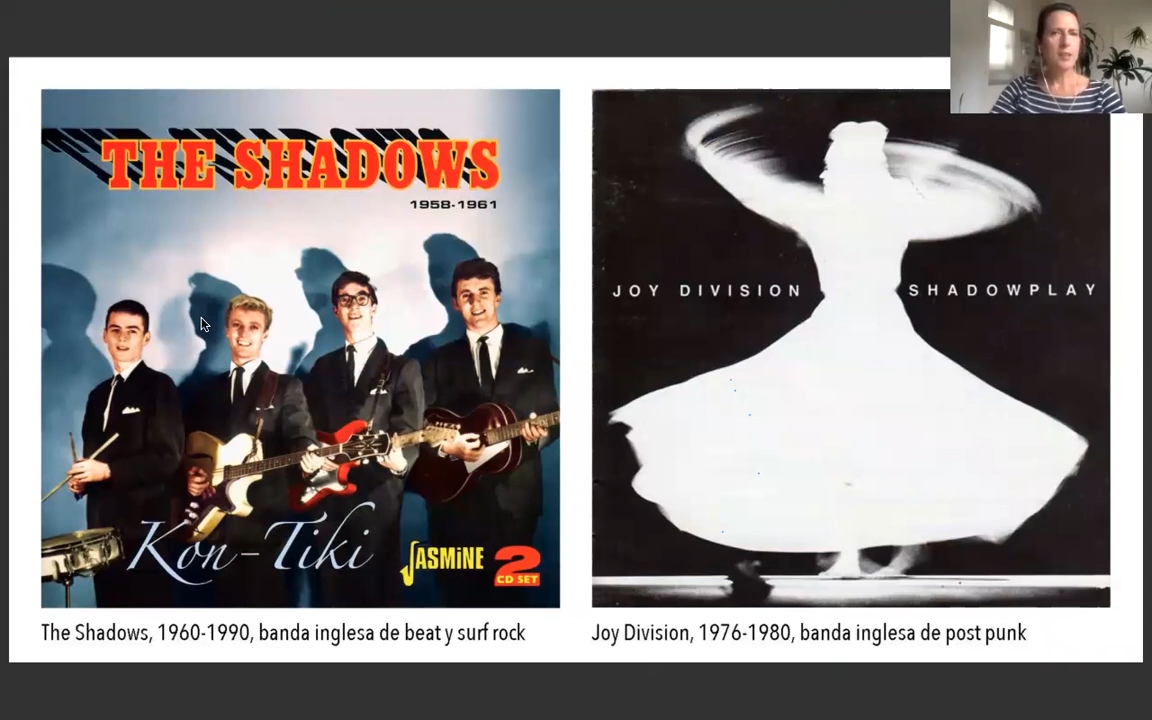 THE SHADOWS
1958-1961
Kon-Tiki
JASMiNE
2
CD SET
JOY DIVISION
SHADOWPLAY
The Shadows, 1960-1990, banda inglesa de beat y surf rock
Joy Division, 1976-1980, banda inglesa de post punk